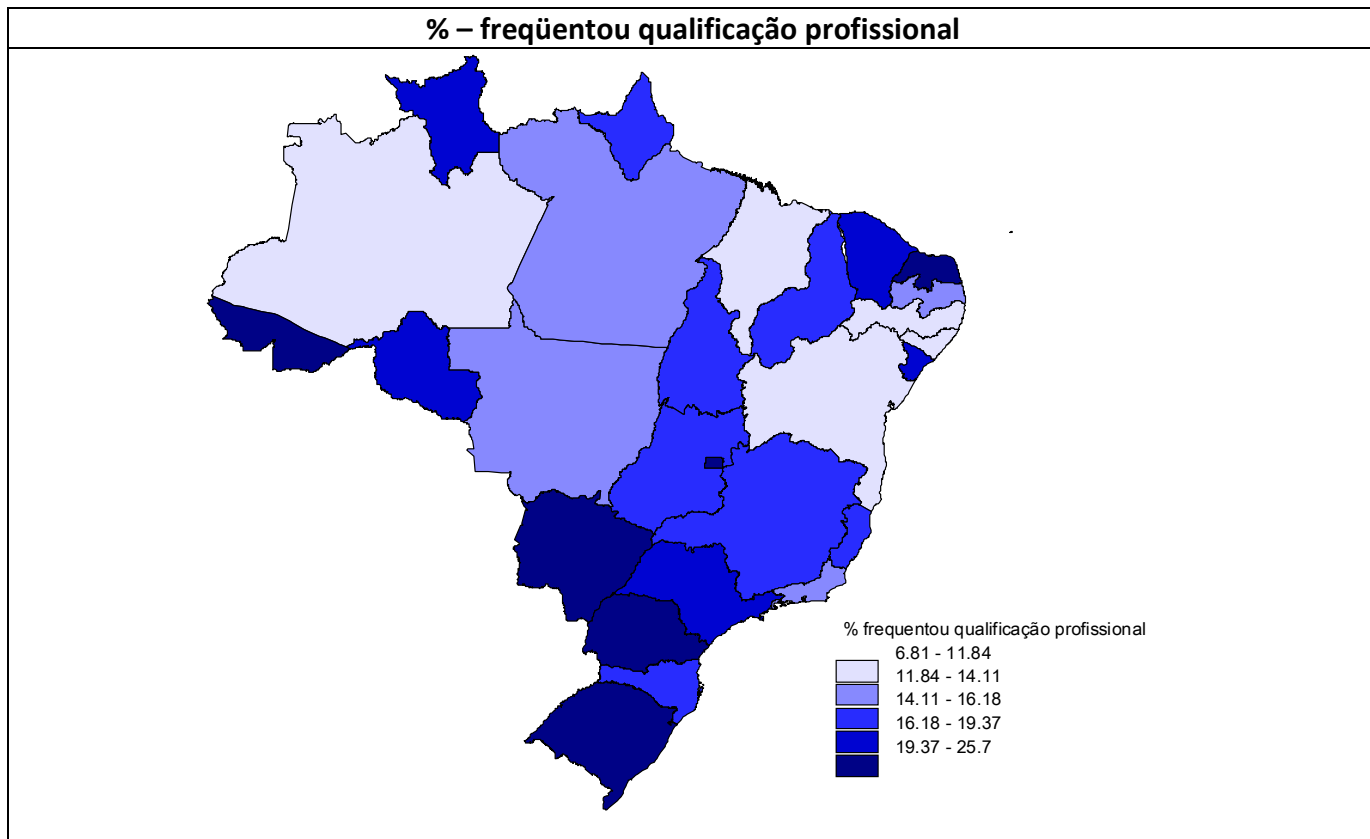 % – freqüentou qualificação profissional
% frequentou qualificação profissional
6.81 - 11.84
11.84 - 14.11
14.11 - 16.18
16.18 - 19.37
19.37 - 25.7